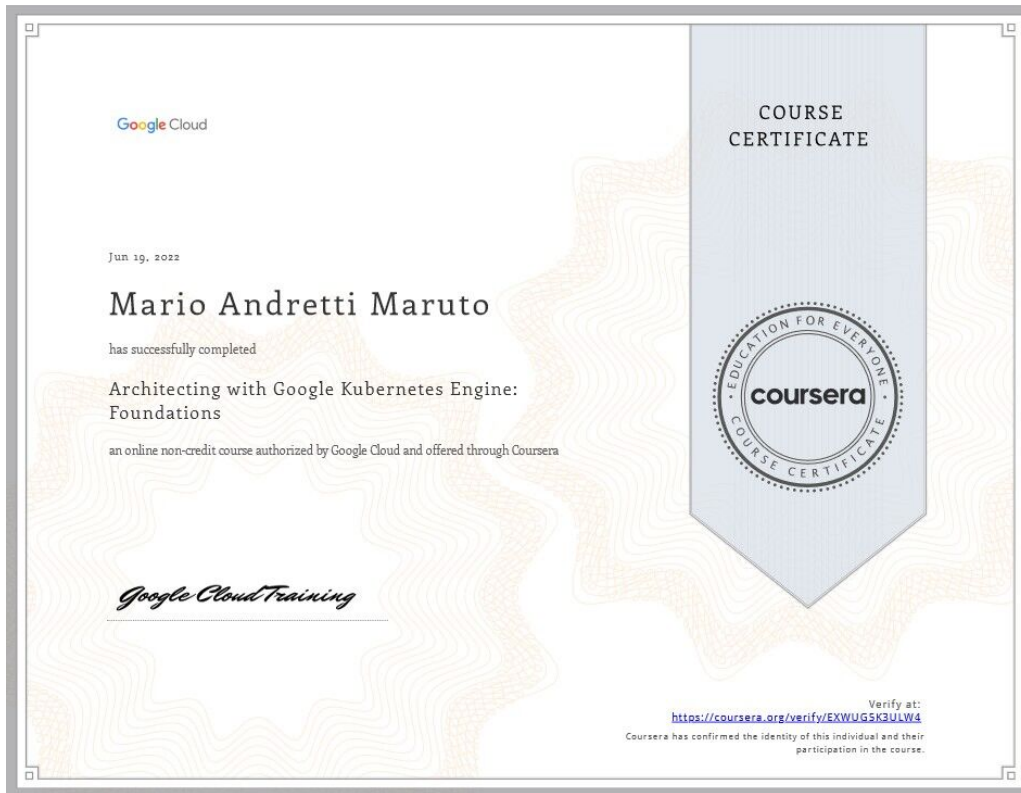 Google Cloud
COURSE
CERTIFICATE
Jun 19, 2022
Mario Andretti Maruto
has successfully completed
Architecting with Google Kubernetes Engine:
Foundations
an online non-credit course authorized by Google Cloud and offered through Coursera
EDUCATION FOR EVERYONE
coursera
COURSE CERTIFICATE
Google Cloud Training
Verify at:
https://coursera.org/verify/EXWUG5K3ULW4
Coursera has confirmed the identity of this individual and their
participation in the course.